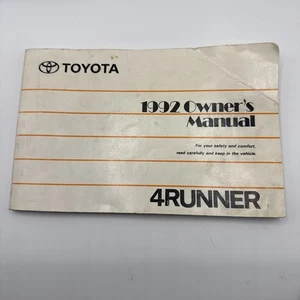 TOYOTA
1992 Owner's
Manual
For your safety and comfort,
read carefully and keep in the vehicle.
4RUNNER